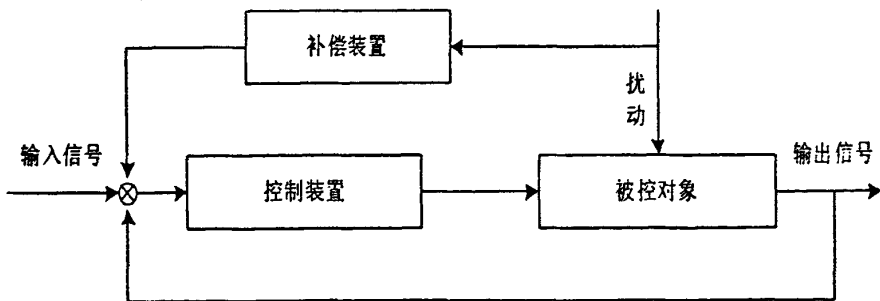 补偿装置
扰动
输入信号
控制装置
被控对象
输出信号